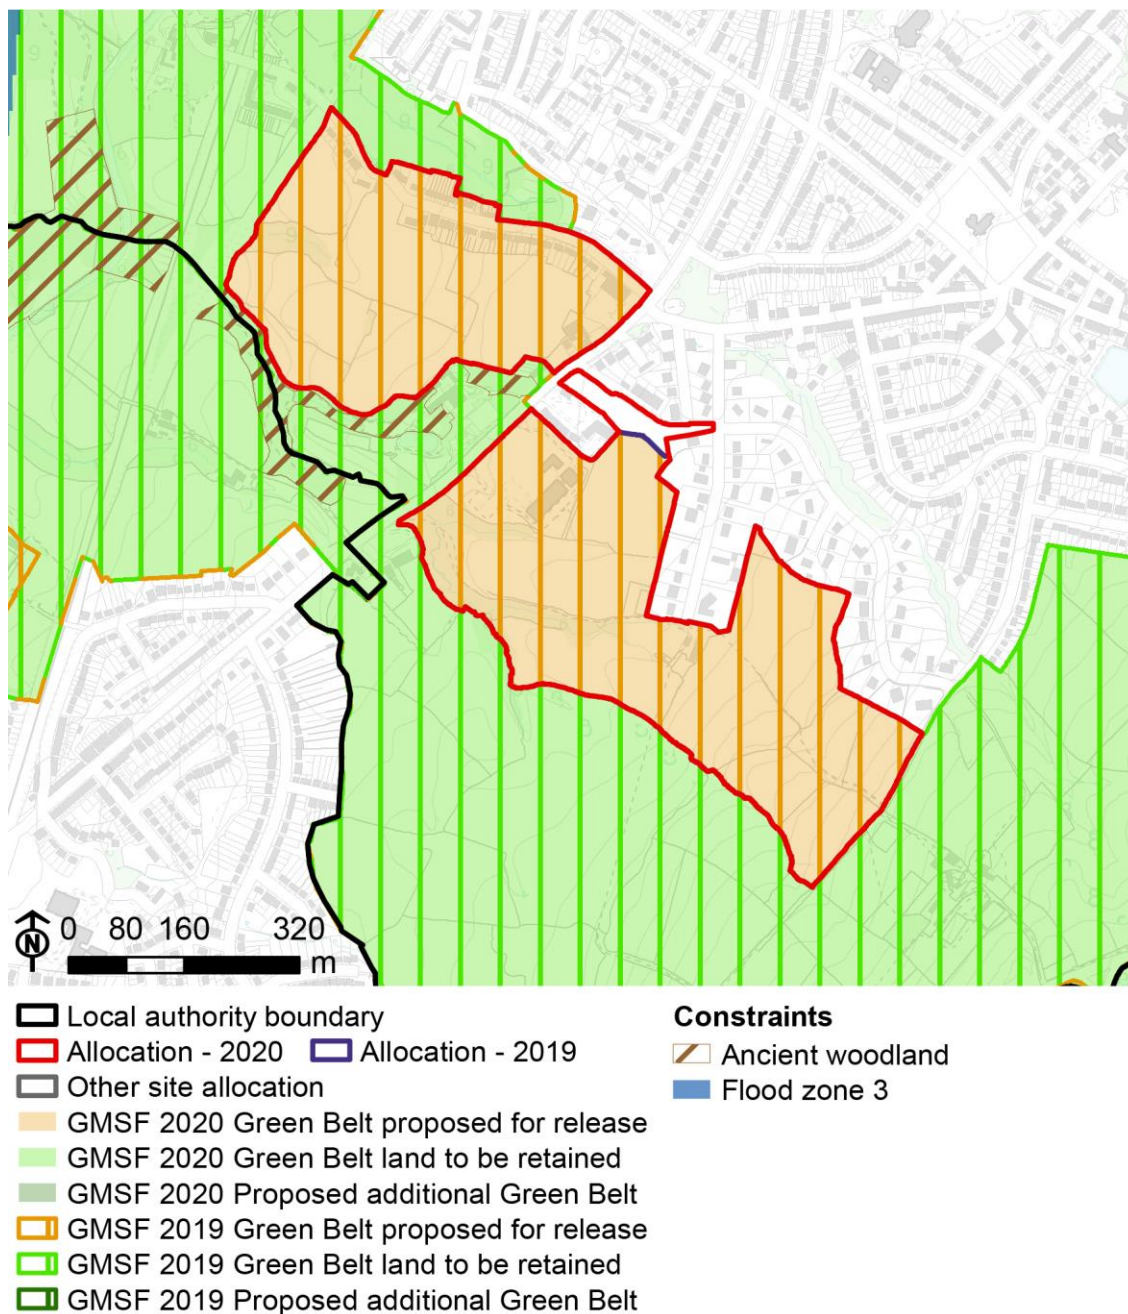 N
0 80 160 320
m
Local authority boundary
Allocation - 2020 Allocation - 2019
Other site allocation
GMSF 2020 Green Belt proposed for release
GMSF 2020 Green Belt land to be retained
GMSF 2020 Proposed additional Green Belt
GMSF 2019 Green Belt proposed for release
GMSF 2019 Green Belt land to be retained
GMSF 2019 Proposed additional Green Belt
Constraints
Ancient woodland
Flood zone 3